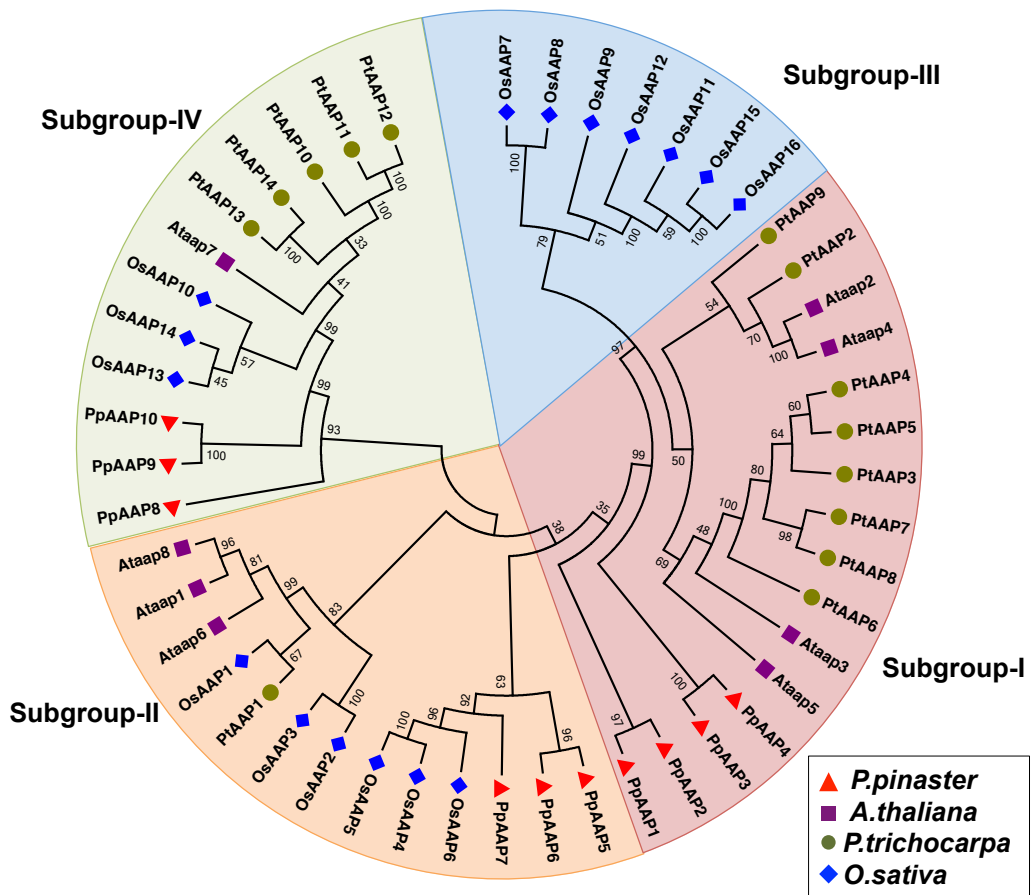 Subgroup-III
OsAAP7
OsAAP8
OsAAP9
OsAAP12
OsAAP11
OsAAP15
OsAAP16
100
79
51
100
59
100
Subgroup-I
PtAAP9
PtAAP2
Ataap2
Ataap4
PtAAP4
PtAAP5
PtAAP3
PtAAP7
PtAAP8
PtAAP6
Ataap3
Ataap5
PpAAP4
PpAAP3
PpAAP2
PpAAP1
54
70
100
60
64
80
98
100
48
69
50
97
99
35
38
100
97
Subgroup-II
PpAAP5
PpAAP6
PpAAP7
OsAAP6
OsAAP4
OsAAP5
OsAAP2
OsAAP3
PtAAP1
OsAAP1
Ataap6
Ataap1
Ataap8
96
63
92
96
100
100
67
83
99
81
96
Subgroup-IV
PpAAP8
PpAAP9
PpAAP10
OsAAP13
OsAAP14
OsAAP10
Ataap7
PtAAP13
PtAAP14
PtAAP10
PtAAP11
PtAAP12
93
99
100
99
45
57
41
33
100
100
100
P.pinaster
A.thaliana
P.trichocarpa
O.sativa